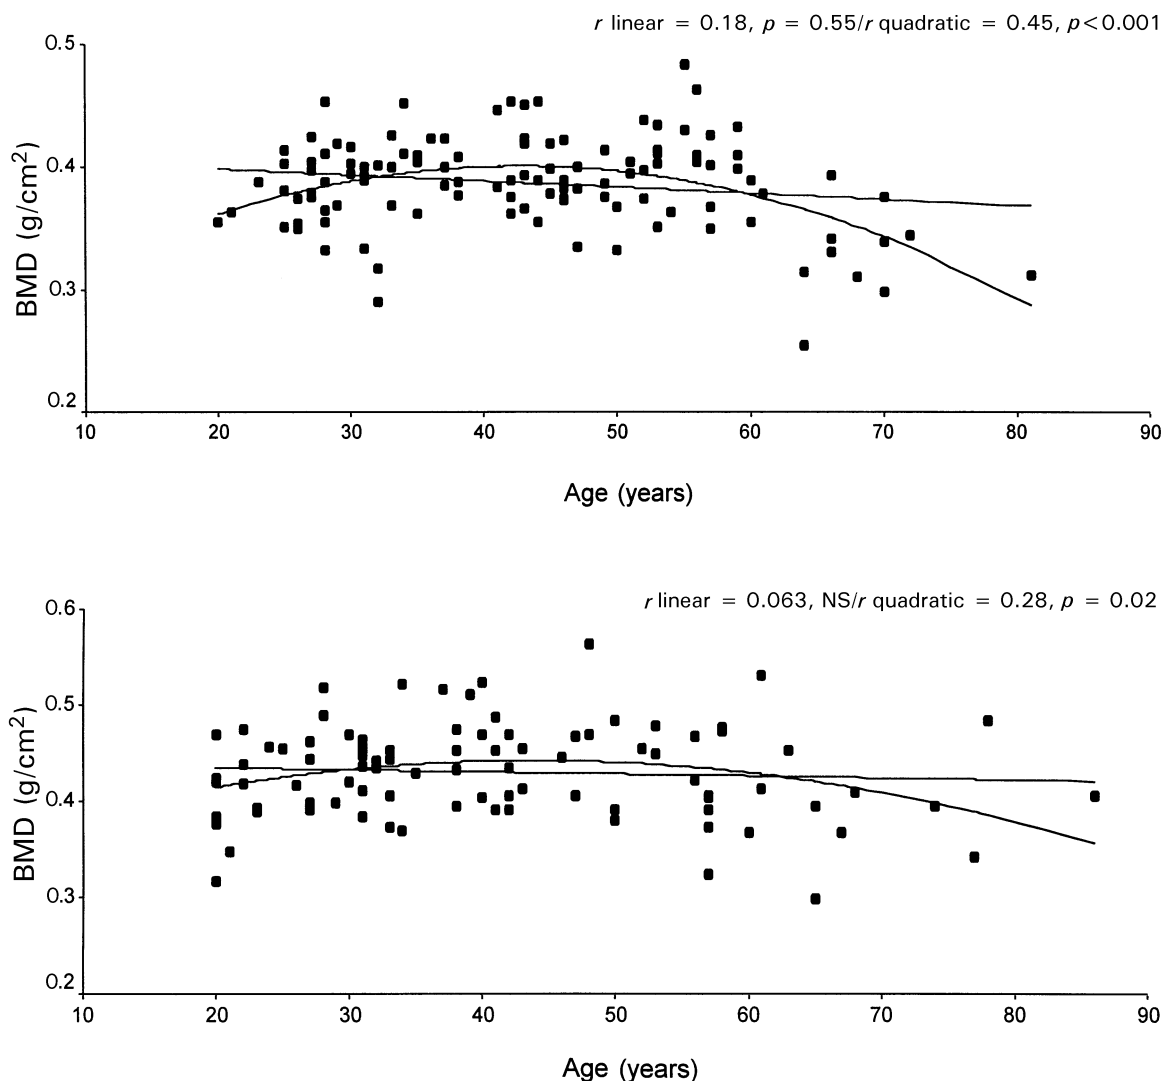 r linear = 0.18, p = 0.55/r quadratic = 0.45, p<0.001
0.5
0.4
0.3
0.2
BMD (g/cm²)
10 20 30 40 50 60 70 80 90
Age (years)
r linear = 0.063, NS/r quadratic = 0.28, p = 0.02
0.6
0.5
0.4
0.3
0.2
BMD (g/cm²)
10 20 30 40 50 60 70 80 90
Age (years)